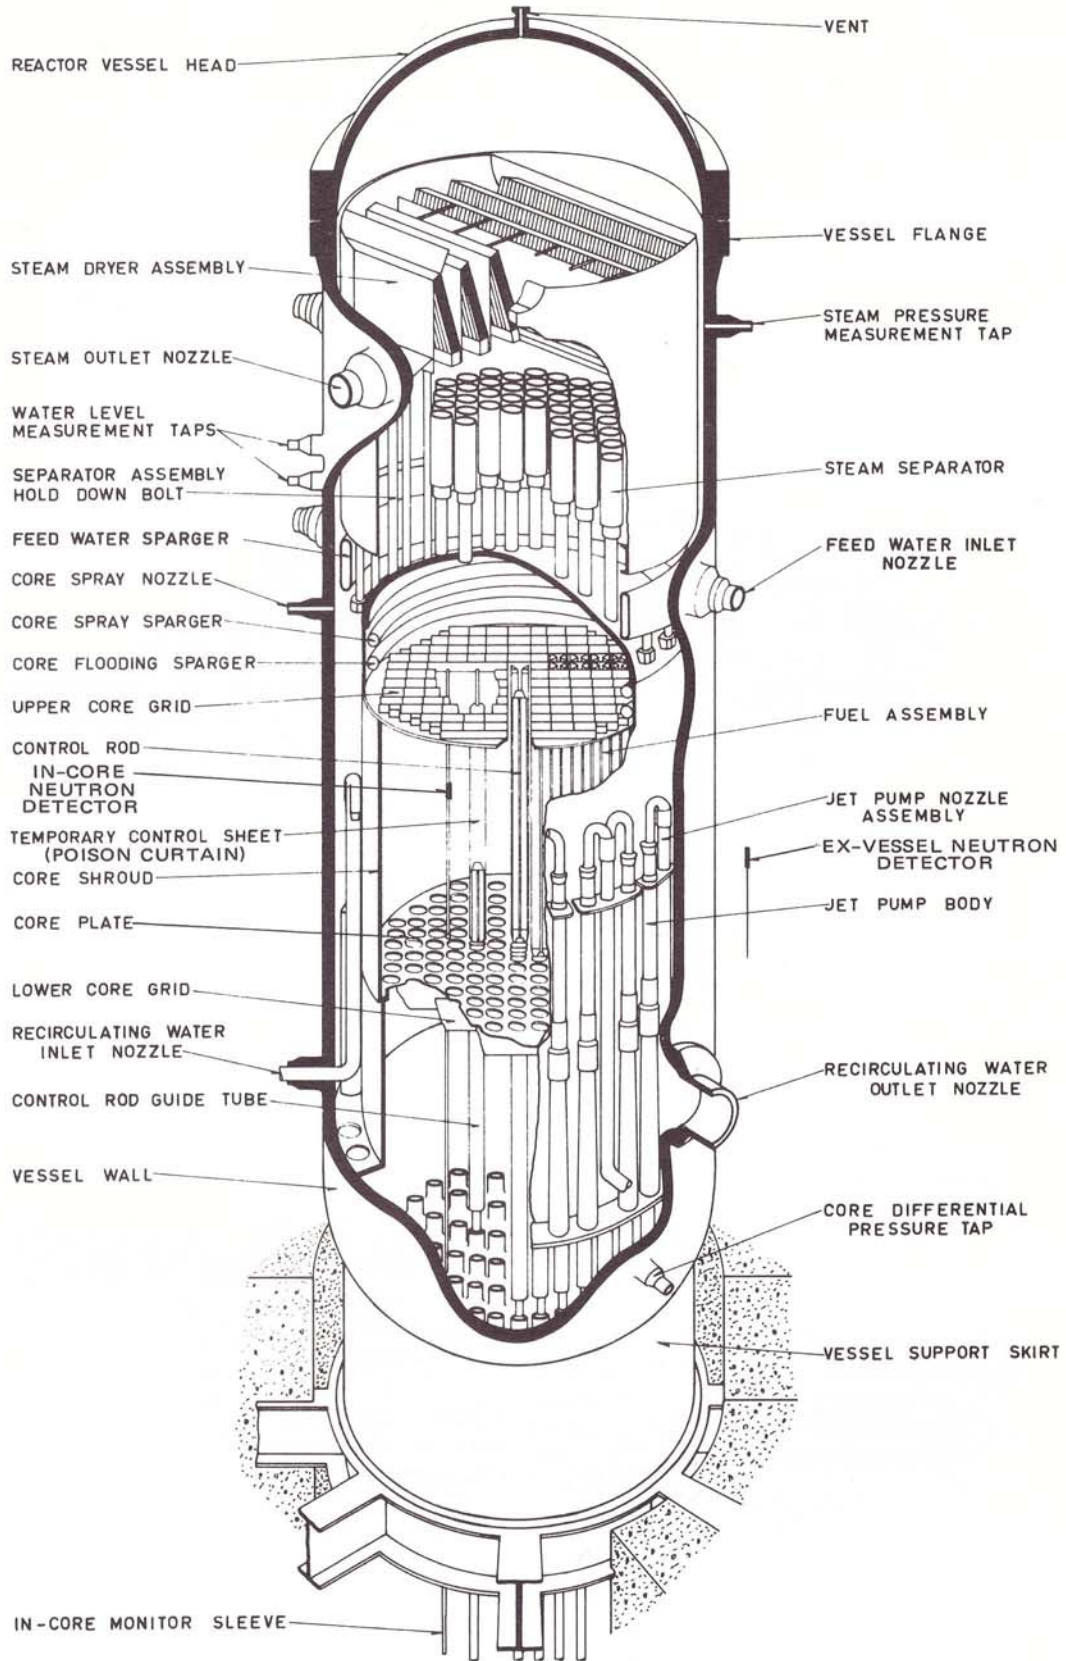 VENT
REACTOR VESSEL HEAD
VESSEL FLANGE
STEAM DRYER ASSEMBLY
STEAM PRESSURE
MEASUREMENT TAP
STEAM OUTLET NOZZLE
WATER LEVEL
MEASUREMENT TAPS
SEPARATOR ASSEMBLY
HOLD DOWN BOLT
STEAM SEPARATOR
FEED WATER SPARGER
FEED WATER INLET
NOZZLE
CORE SPRAY NOZZLE
CORE SPRAY SPARGER
CORE FLOODING SPARGER
UPPER CORE GRID
FUEL ASSEMBLY
CONTROL ROD
IN-CORE
NEUTRON
DETECTOR
JET PUMP NOZZLE
ASSEMBLY
TEMPORARY CONTROL SHEET
(POISON CURTAIN)
EX-VESSEL NEUTRON
DETECTOR
CORE SHROUD
JET PUMP BODY
CORE PLATE
LOWER CORE GRID
RECIRCULATING WATER
INLET NOZZLE
RECIRCULATING WATER
OUTLET NOZZLE
CONTROL ROD GUIDE TUBE
VESSEL WALL
CORE DIFFERENTIAL
PRESSURE TAP
VESSEL SUPPORT SKIRT
IN-CORE MONITOR SLEEVE